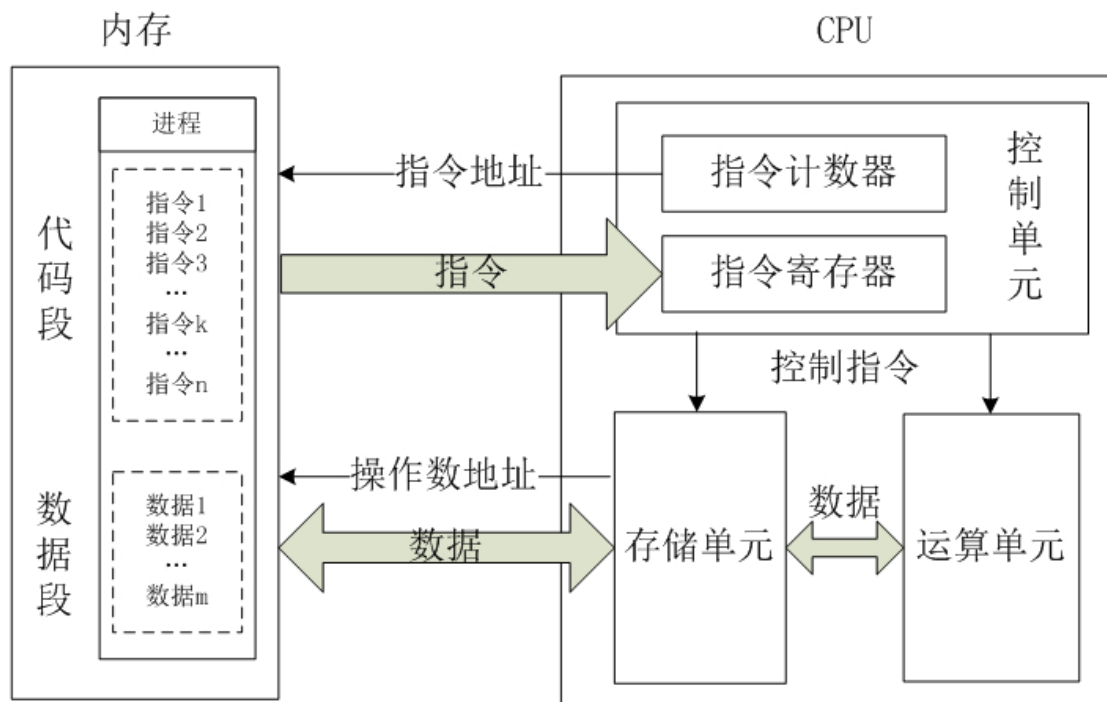 内存
CPU
进程
代码段
指令1
指令2
指令3
...
指令k
...
指令n
数据段
数据1
数据2
...
数据m
指令地址
指令
操作数地址
数据
指令计数器
指令寄存器
控制单元
控制指令
存储单元
数据
运算单元